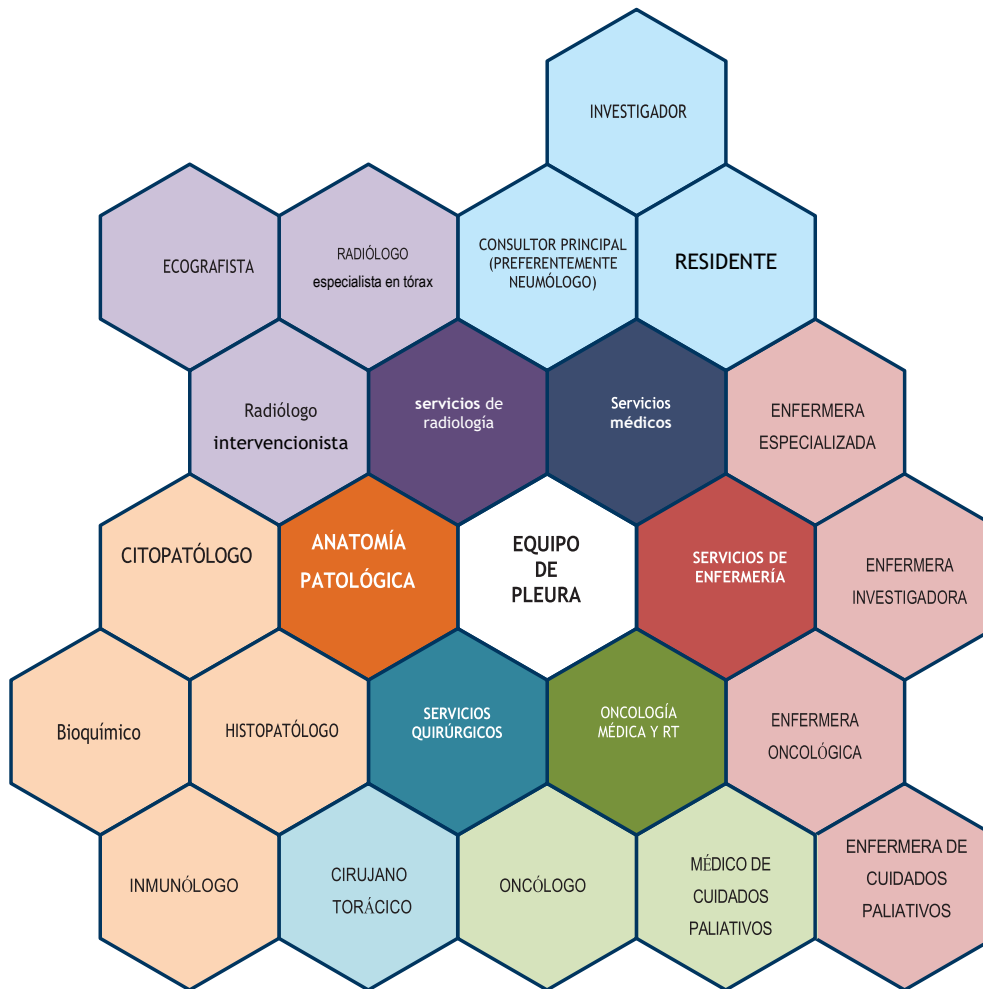 INVESTIGADOR
ECOGRAFISTA
RADIÓLOGO
especialista en tórax
CONSULTOR PRINCIPAL
(PREFERENTEMENTE
NEUMÓLOGO)
RESIDENTE
Radiólogo
intervencionista
servicios de
radiología
Servicios
médicos
ENFERMERA
ESPECIALIZADA
CITOPATÓLOGO
ANATOMÍA
PATOLÓGICA
EQUIPO
DE
PLEURA
SERVICIOS DE
ENFERMERÍA
ENFERMERA
INVESTIGADORA
Bioquímico
HISTOPATÓLOGO
SERVICIOS
QUIRÚRGICOS
ONCOLOGÍA
MÉDICA Y RT
ENFERMERA
ONCOLÓGICA
INMUNÓLOGO
CIRUJANO
TORÁCICO
ONCÓLOGO
MÉDICO DE
CUIDADOS
PALIATIVOS
ENFERMERA DE
CUIDADOS
PALIATIVOS